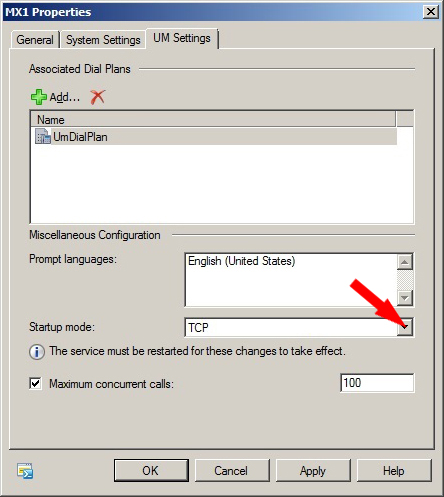 MX1 Properties
General
System Settings
UM Settings
Associated Dial Plans
Add...
Name
UmDialPlan
Miscellaneous Configuration
Prompt languages:
English (United States)
Startup mode:
TCP
The service must be restarted for these changes to take effect.
Maximum concurrent calls:
100
OK
Cancel
Apply
Help